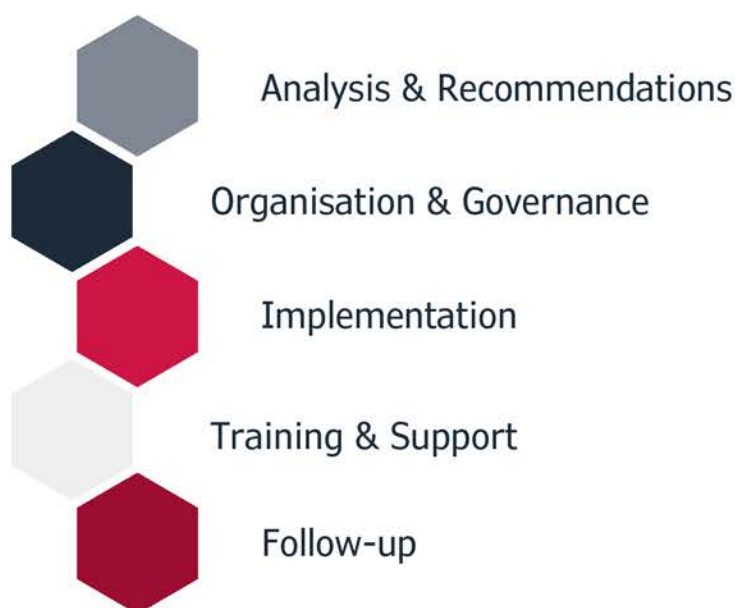 Analysis & Recommendations
Organisation & Governance
Implementation
Training & Support
Follow-up